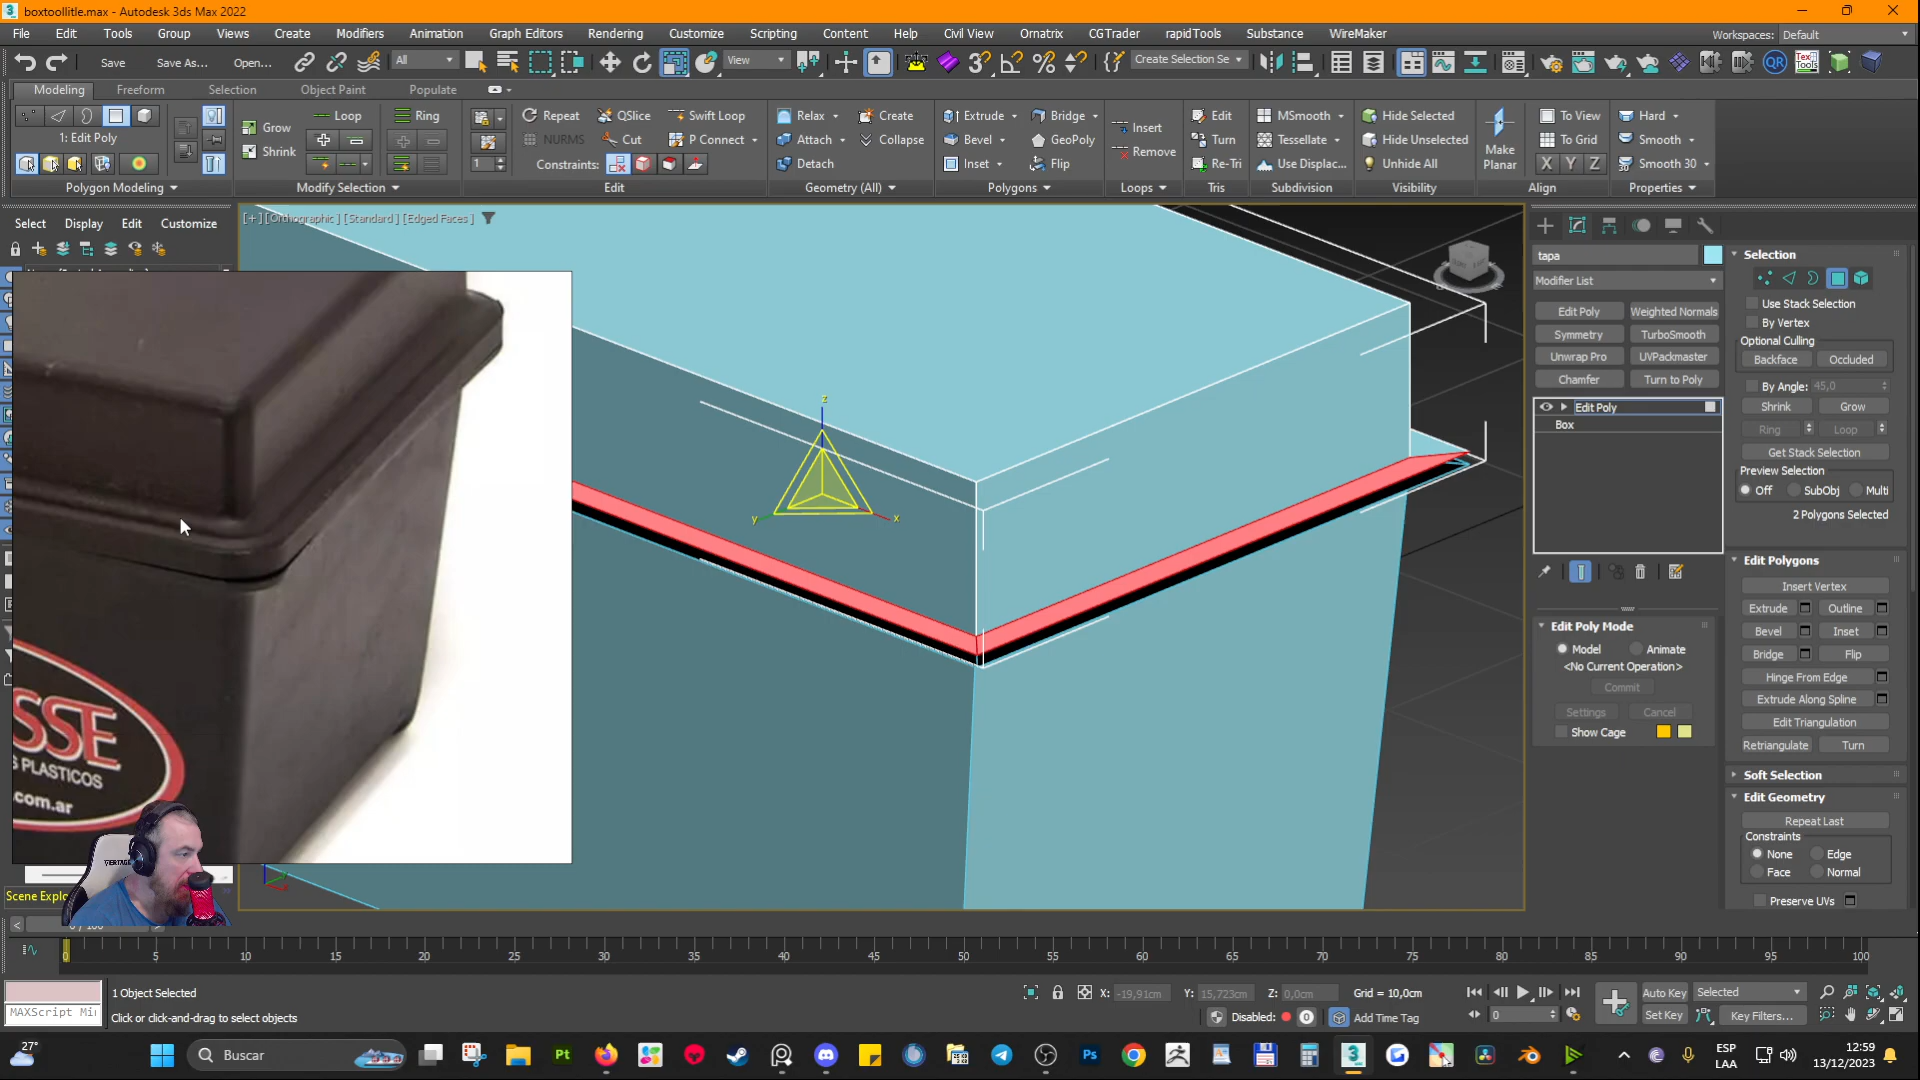 boxtoollitle.max - Autodesk 3ds Max 2022
File Edit Tools Group Views Create Modifiers Animation Graph Editors Rendering Customize Scripting Content Help Civil View Ornatrix CGTrader rapidTools Substance WireMaker
Workspaces: Default
Save Save As... Open... All View Create Selection Se
Modeling Freeform Selection Object Paint Populate
Loop Ring Repeat QSlice Swift Loop Relax Create Extrude Bridge Edit MSmooth Hide Selected To View Hard
Grow NURMS Cut P Connect Attach Collapse Bevel GeoPoly Insert Turn Tessellate Hide Unselected To Grid Smooth
1: Edit Poly
Shrink 1 Constraints: Detach Inset Flip Remove Re-Tri Use Displac... Unhide All Make Planar X Y Z Smooth 30
Polygon Modeling Modify Selection Edit Geometry (All) Polygons Loops Tris Subdivision Visibility Align Properties
Select Display Edit Customize
[+] [Orthographic ] [Standard ] [Edged Faces ]
SSE
S PLASTICOS
.com.ar
z
y
x
tapa
Modifier List
Edit Poly Weighted Normals
Symmetry TurboSmooth
Unwrap Pro UVPackmaster
Chamfer Turn to Poly
Edit Poly
Box
Edit Poly Mode
Model Animate
<No Current Operation>
Commit
Settings Cancel
Show Cage
Selection
Use Stack Selection
By Vertex
Optional Culling
Backface Occluded
By Angle: 45,0
Shrink Grow
Ring Loop
Get Stack Selection
Preview Selection
Off SubObj Multi
2 Polygons Selected
Edit Polygons
Insert Vertex
Extrude Outline
Bevel Inset
Bridge Flip
Hinge From Edge
Extrude Along Spline
Edit Triangulation
Retriangulate Turn
Soft Selection
Edit Geometry
Repeat Last
Constraints
None Edge
Face Normal
Preserve UVs
Scene Explo
0 5 10 15 20 25 30 35 40 45 50 55 60 65 70 75 80 85 90 95 100
1 Object Selected
X: -19,91cm Y: 15,723cm Z: 0,0cm Grid = 10,0cm
Auto Key Selected
MAXScript Mi
Click or click-and-drag to select objects
Disabled: 0 Add Time Tag
0 Set Key Key Filters...
27°
Buscar
ESP
LAA
12:59
13/12/2023